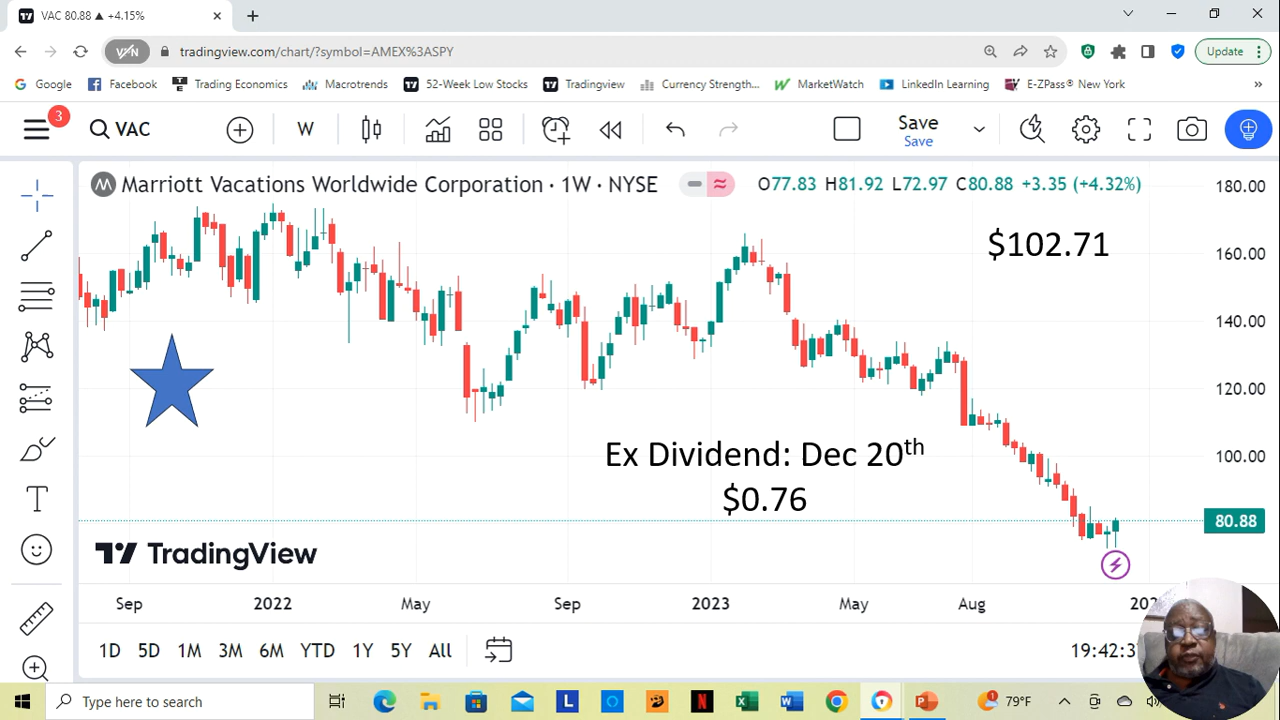 VAC 80.88 ▲ +4.15%
tradingview.com/chart/?symbol=AMEX%3ASPY
Update
Google Facebook Trading Economics Macrotrends 52-Week Low Stocks Tradingview Currency Strength... MarketWatch LinkedIn Learning E-ZPass® New York »
3
VAC W Save
Save
Marriott Vacations Worldwide Corporation · 1W · NYSE O77.83 H81.92 L72.97 C80.88 +3.35 (+4.32%)
180.00
$102.71
160.00
140.00
120.00
Ex Dividend: Dec 20th
100.00
$0.76
80.88
TradingView
Sep 2022 May Sep 2023 May Aug
1D 5D 1M 3M 6M YTD 1Y 5Y All
Type here to search
1 79°F